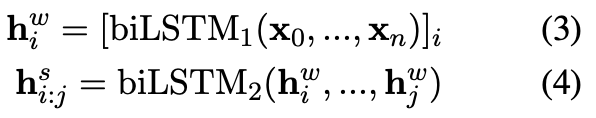 h_i^w = [biLSTM_1(x_0, ..., x_n)]_i (3)
h_{i:j}^s = biLSTM_2(h_i^w, ..., h_j^w) (4)